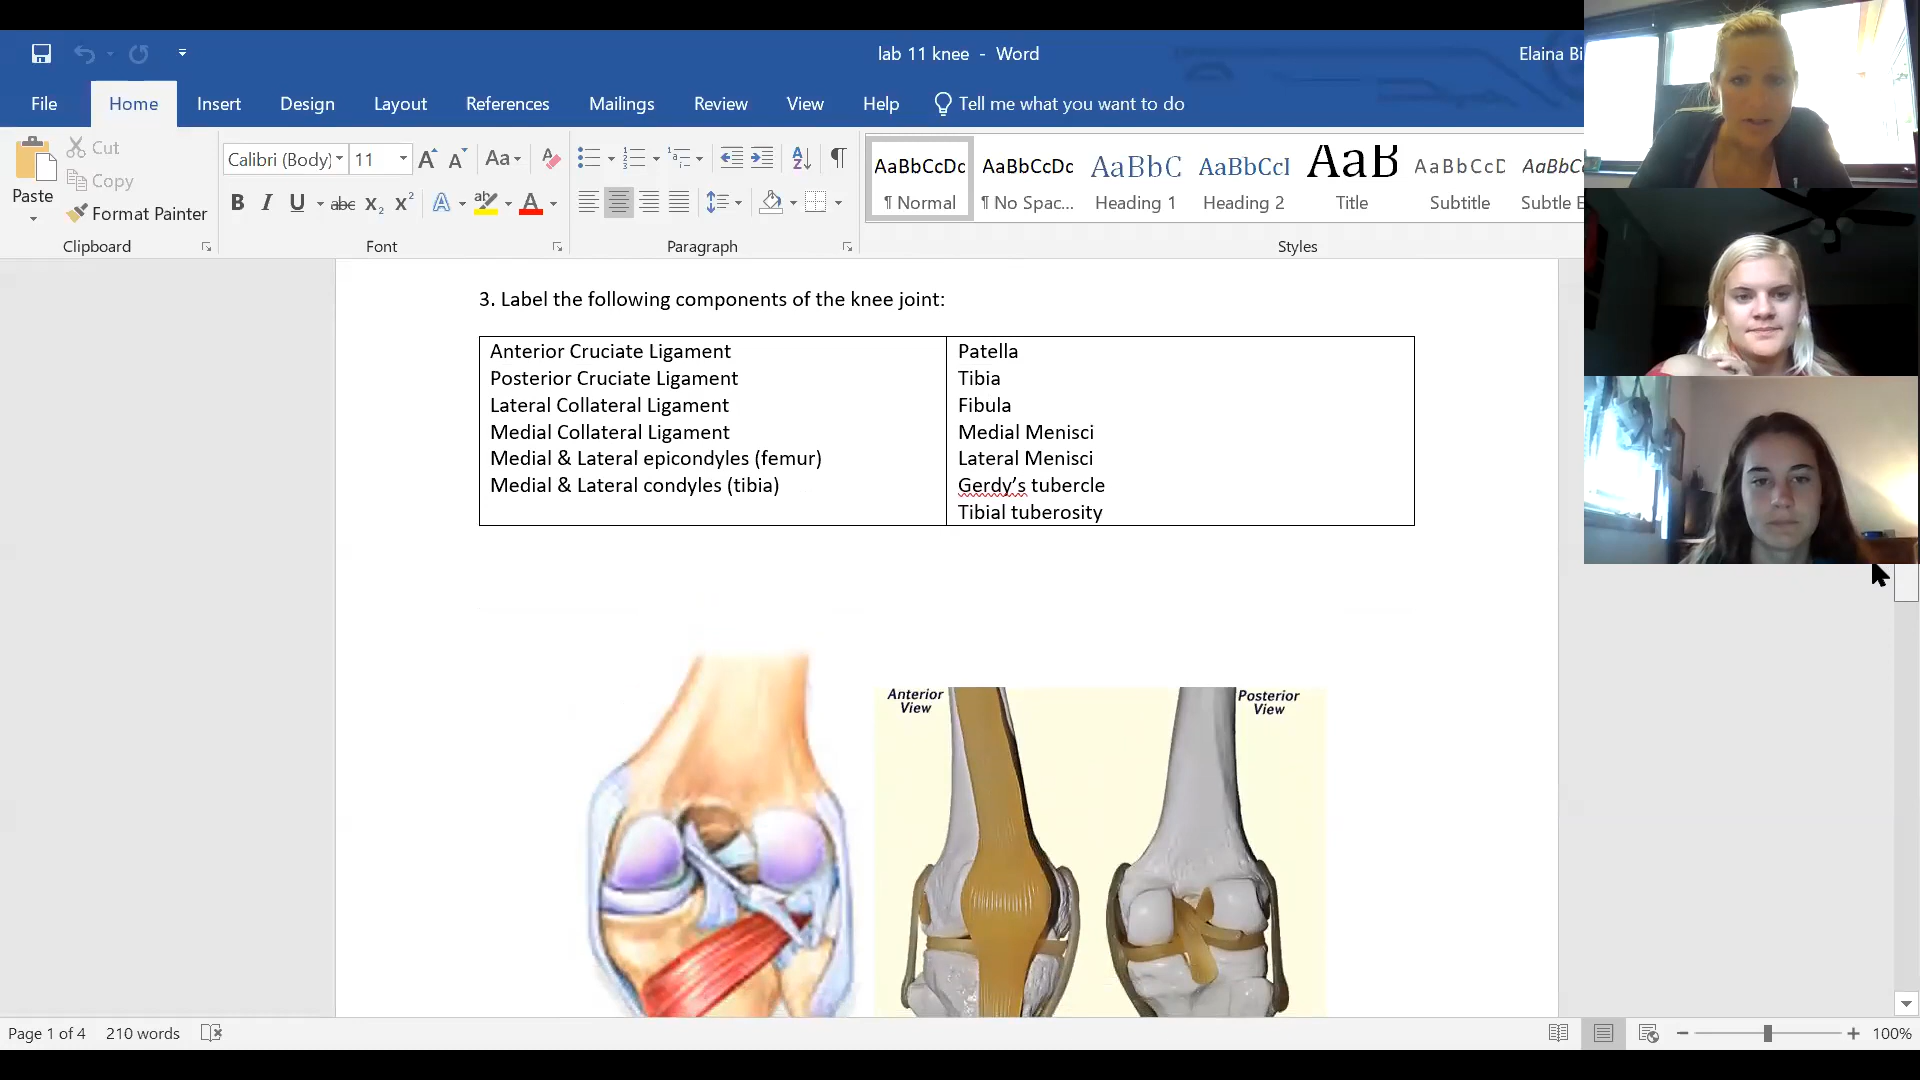 lab 11 knee - Word
Elaina Bi
File Home Insert Design Layout References Mailings Review View Help Tell me what you want to do
Paste
Cut
Copy
Format Painter
Clipboard
Calibri (Body) 11
Font
Paragraph
AaBbCcDc AaBbCcDc AaBbC AaBbCcI AaB AaBbCcD AaBbC
¶ Normal ¶ No Spac... Heading 1 Heading 2 Title Subtitle Subtle E
Styles
3. Label the following components of the knee joint:
Anterior Cruciate Ligament
Posterior Cruciate Ligament
Lateral Collateral Ligament
Medial Collateral Ligament
Medial & Lateral epicondyles (femur)
Medial & Lateral condyles (tibia)
Patella
Tibia
Fibula
Medial Menisci
Lateral Menisci
Gerdy’s tubercle
Tibial tuberosity
Anterior
View
Posterior
View
Page 1 of 4 210 words
100%